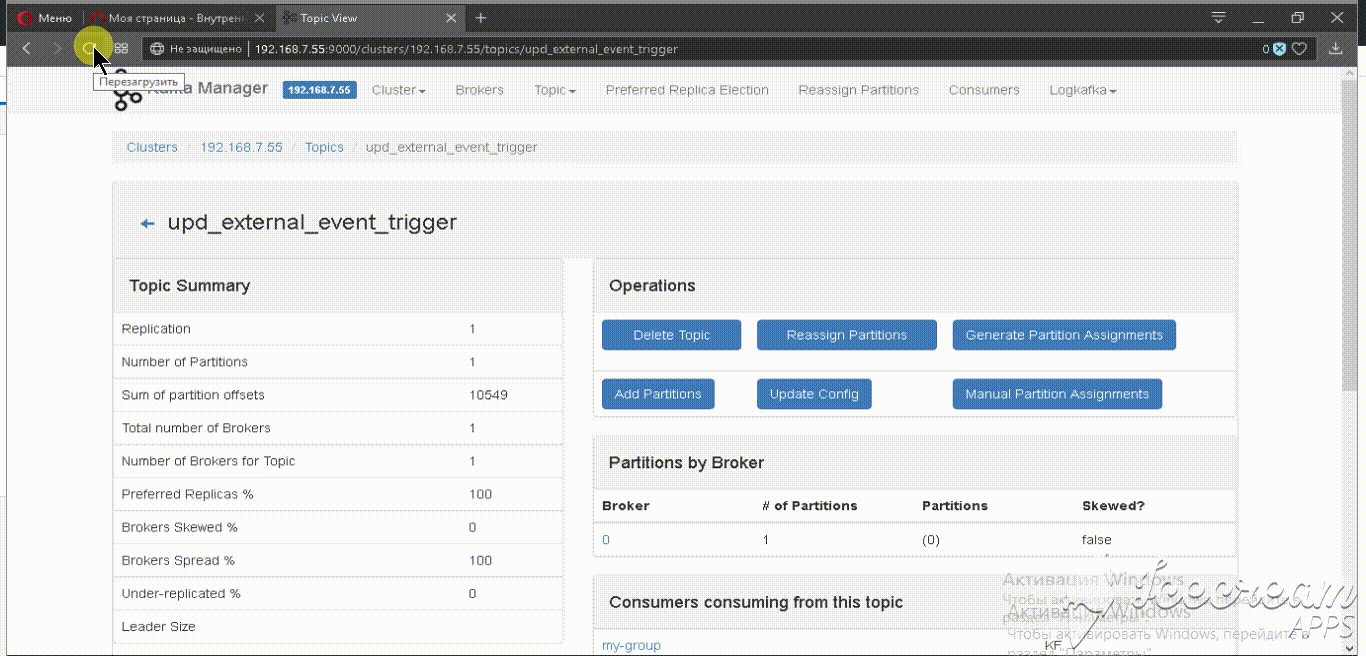 Меню Моя страница - Внутрен Topic View
Не защищено 192.168.7.55:9000/clusters/192.168.7.55/topics/upd_external_event_trigger 0
Перезагрузить
Manager 192.168.7.55 Cluster Brokers Topic Preferred Replica Election Reassign Partitions Consumers Logkafka
Clusters / 192.168.7.55 / Topics / upd_external_event_trigger
upd_external_event_trigger
Topic Summary
Replication 1
Number of Partitions 1
Sum of partition offsets 10549
Total number of Brokers 1
Number of Brokers for Topic 1
Preferred Replicas % 100
Brokers Skewed % 0
Brokers Spread % 100
Under-replicated % 0
Leader Size
Operations
Delete Topic Reassign Partitions Generate Partition Assignments
Add Partitions Update Config Manual Partition Assignments
Partitions by Broker
Broker # of Partitions Partitions Skewed?
0 1 (0) false
Consumers consuming from this topic
my-group KF
Активация Windows
Активация Windows
Чтобы активировать Windows, перейдите в
раздел "Параметры"
Icecream
APPS